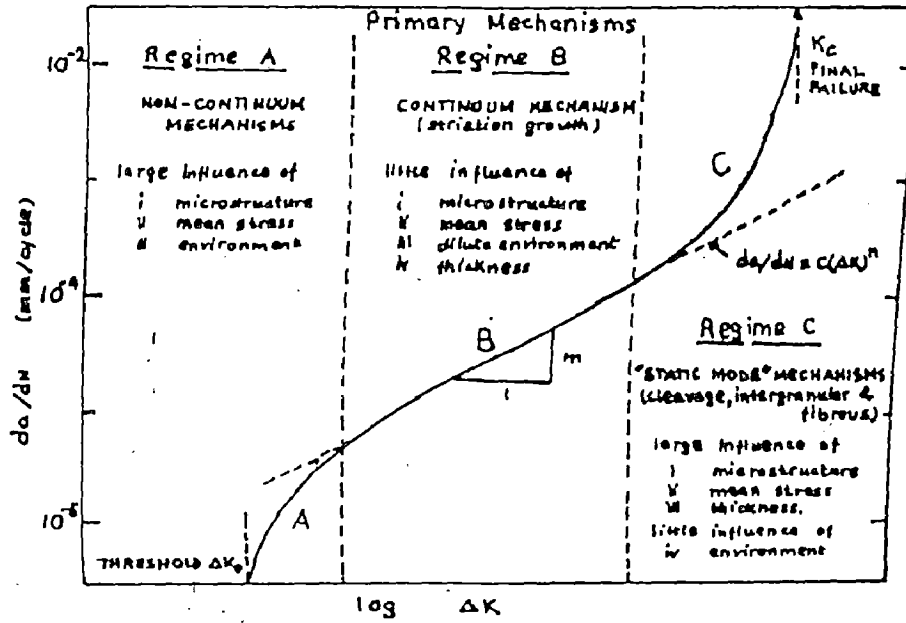 Primary Mechanisms
10-2
Regime A
NON-CONTINUUM
MECHANISMS
large influence of
i microstructure
ii mean stress
iii environment
Regime B
CONTINUUM MECHANISM
(striation growth)
little influence of
i microstructure
ii mean stress
iii dilute environment
iv thickness
Kc
FINAL
FAILURE
C
da/dN = C(ΔK)n
da/dN (mm/cycle)
10-4
B
m
1
Regime C
"STATIC MODE" MECHANISMS
(cleavage, intergranular &
fibrous)
large influence of
i microstructure
ii mean stress
iii thickness.
little influence of
iv environment
10-6
A
THRESHOLD ΔKo
log ΔK